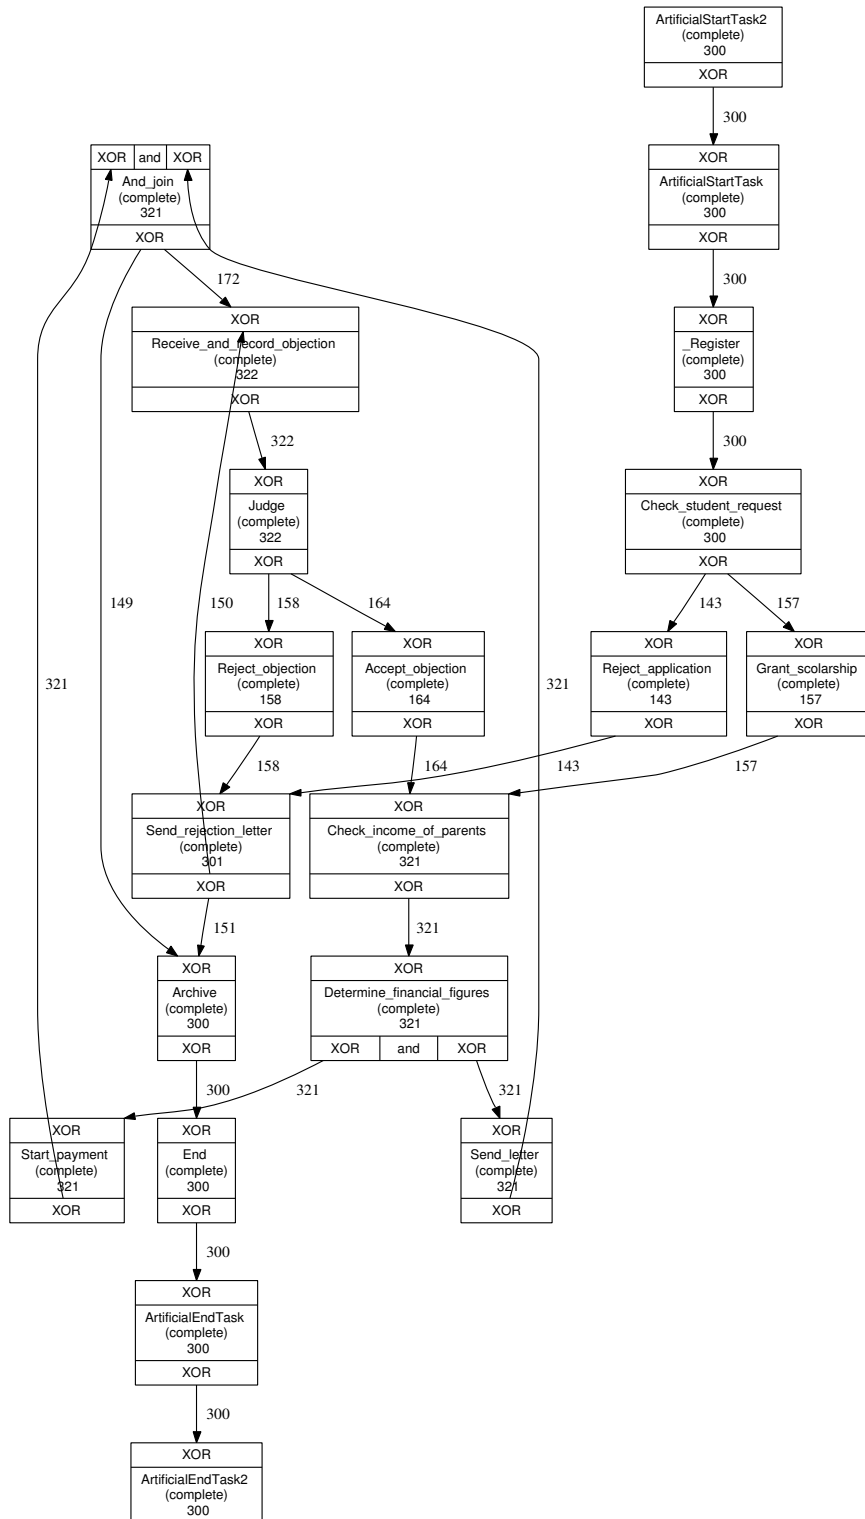 ArtificialStartTask2
(complete)
300
XOR
300
XOR and XOR
And_join
(complete)
321
XOR
XOR
ArtificialStartTask
(complete)
300
XOR
172
300
XOR
Receive_and_record_objection
(complete)
322
XOR
XOR
_Register
(complete)
300
XOR
322
300
XOR
Judge
(complete)
322
XOR
XOR
Check_student_request
(complete)
300
XOR
149
150
158
164
143
157
XOR
Reject_objection
(complete)
158
XOR
XOR
Accept_objection
(complete)
164
XOR
321
321
XOR
Reject_application
(complete)
143
XOR
XOR
Grant_scolarship
(complete)
157
XOR
158
164
143
157
XOR
Send_rejection_letter
(complete)
301
XOR
XOR
Check_income_of_parents
(complete)
321
XOR
151
321
XOR
Archive
(complete)
300
XOR
XOR
Determine_financial_figures
(complete)
321
XOR and XOR
300
321
321
XOR
Start_payment
(complete)
321
XOR
XOR
End
(complete)
300
XOR
XOR
Send_letter
(complete)
321
XOR
300
XOR
ArtificialEndTask
(complete)
300
XOR
300
XOR
ArtificialEndTask2
(complete)
300